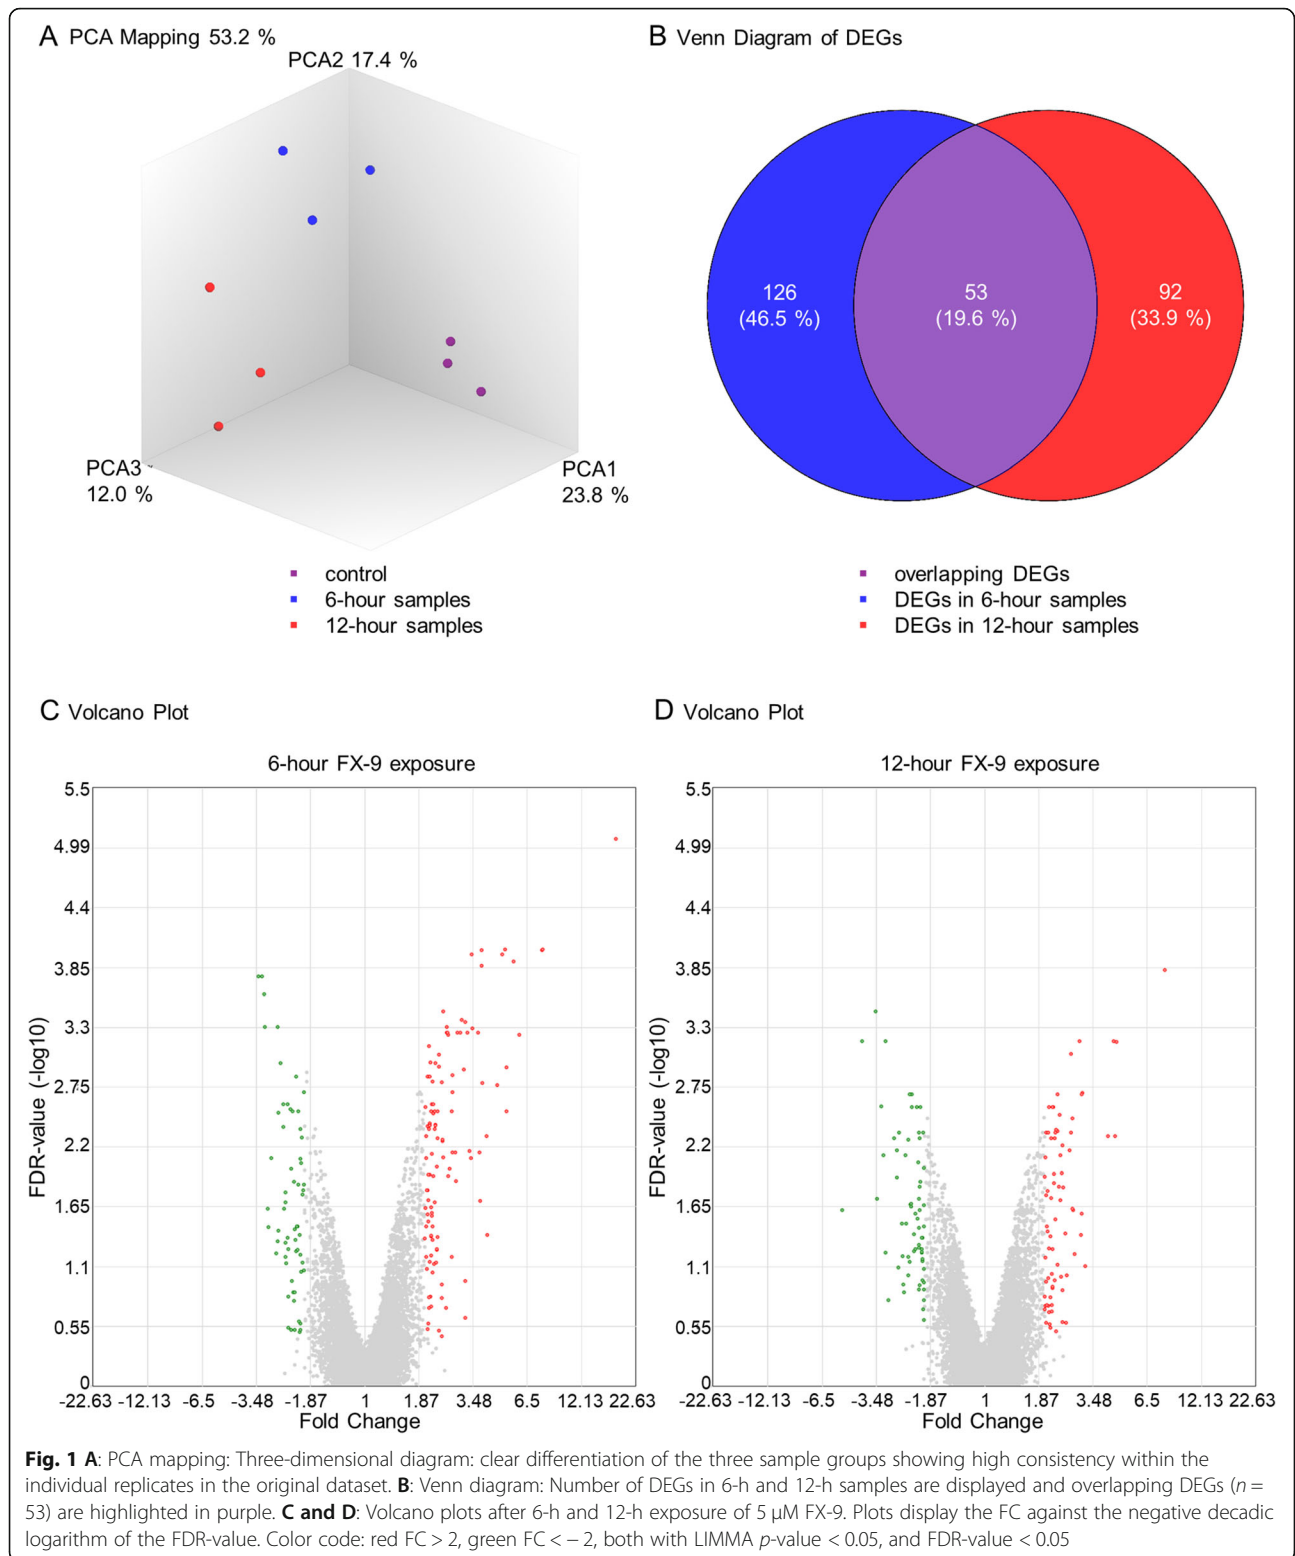 A PCA Mapping 53.2 %
PCA2 17.4 %
PCA3
12.0 %
PCA1
23.8 %
control
6-hour samples
12-hour samples
B Venn Diagram of DEGs
126
(46.5 %)
53
(19.6 %)
92
(33.9 %)
overlapping DEGs
DEGs in 6-hour samples
DEGs in 12-hour samples
C Volcano Plot
6-hour FX-9 exposure
FDR-value (-log10)
5.5
4.99
4.4
3.85
3.3
2.75
2.2
1.65
1.1
0.55
0
-22.63 -12.13 -6.5 -3.48 -1.87 1 1.87 3.48 6.5 12.13 22.63
Fold Change
D Volcano Plot
12-hour FX-9 exposure
FDR-value (-log10)
5.5
4.99
4.4
3.85
3.3
2.75
2.2
1.65
1.1
0.55
0
-22.63 -12.13 -6.5 -3.48 -1.87 1 1.87 3.48 6.5 12.13 22.63
Fold Change
Fig. 1 A: PCA mapping: Three-dimensional diagram: clear differentiation of the three sample groups showing high consistency within the
individual replicates in the original dataset. B: Venn diagram: Number of DEGs in 6-h and 12-h samples are displayed and overlapping DEGs (n =
53) are highlighted in purple. C and D: Volcano plots after 6-h and 12-h exposure of 5 μM FX-9. Plots display the FC against the negative decadic
logarithm of the FDR-value. Color code: red FC > 2, green FC < − 2, both with LIMMA p-value < 0.05, and FDR-value < 0.05